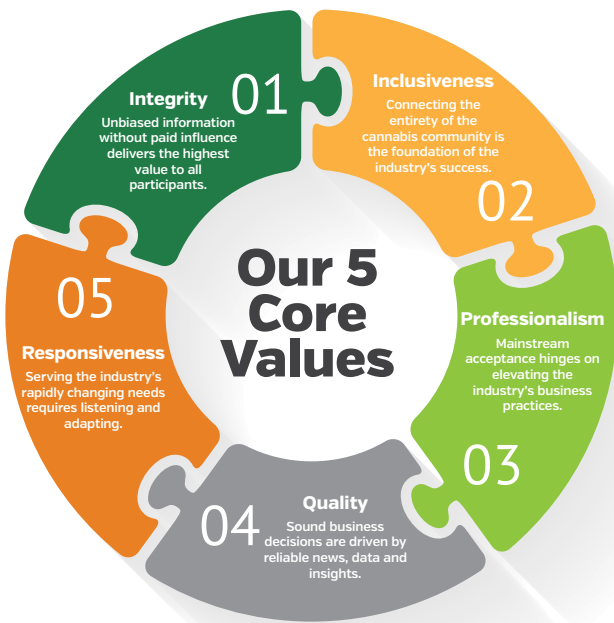 Our 5
Core
Values
01
Integrity
Unbiased information
without paid influence
delivers the highest
value to all
participants.
Inclusiveness
Connecting the
entirety of the
cannabis community is
the foundation of the
industry's success.
02
Professionalism
Mainstream
acceptance hinges on
elevating the
industry's business
practices.
03
04
Quality
Sound business
decisions are driven by
reliable news, data and
insights.
05
Responsiveness
Serving the industry's
rapidly changing needs
requires listening and
adapting.